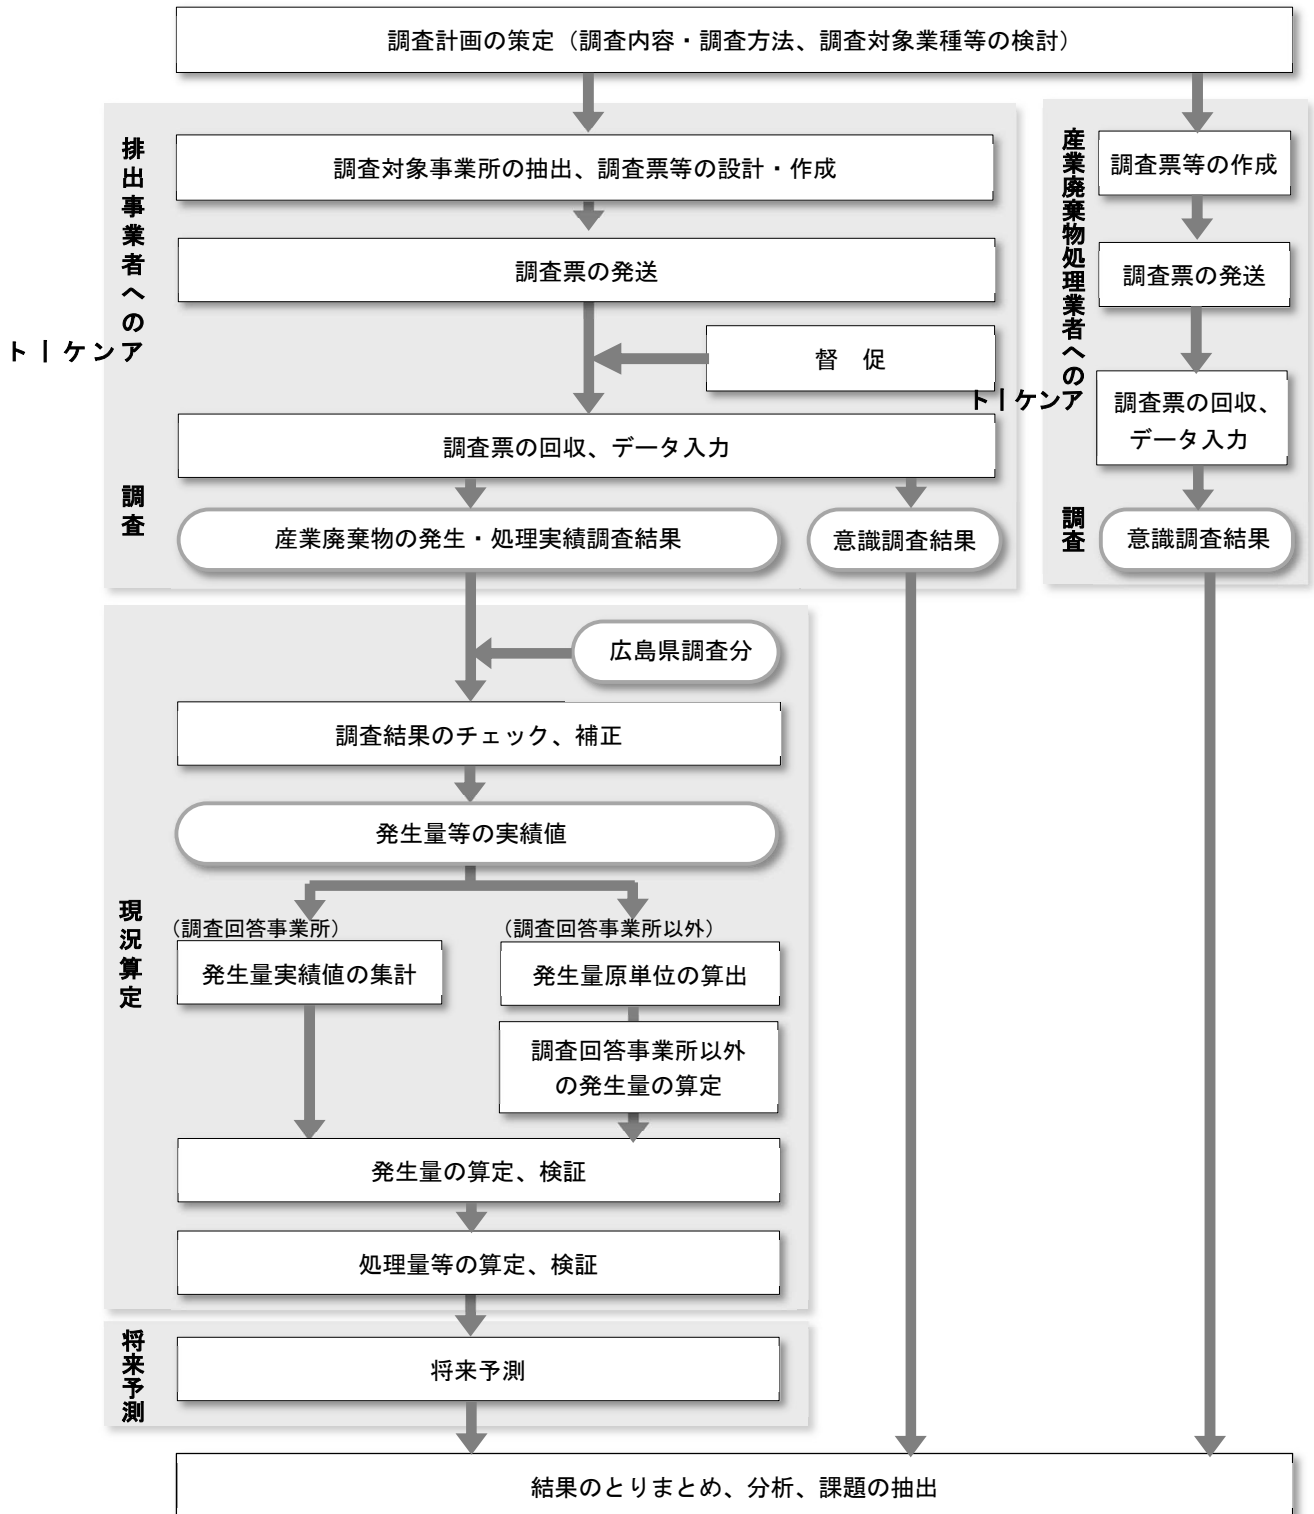 調査計画の策定（調査内容・調査方法、調査対象業種等の検討）
排出事業者へのアンケート調査
調査対象事業所の抽出、調査票等の設計・作成
調査票の発送
督　促
調査票の回収、データ入力
産業廃棄物の発生・処理実績調査結果
意識調査結果
産業廃棄物処理業者へのアンケート調査
調査票等の作成
調査票の発送
調査票の回収、
データ入力
意識調査結果
現況算定
広島県調査分
調査結果のチェック、補正
発生量等の実績値
（調査回答事業所）
発生量実績値の集計
（調査回答事業所以外）
発生量原単位の算出
調査回答事業所以外
の発生量の算定
発生量の算定、検証
処理量等の算定、検証
将来予測
将来予測
結果のとりまとめ、分析、課題の抽出